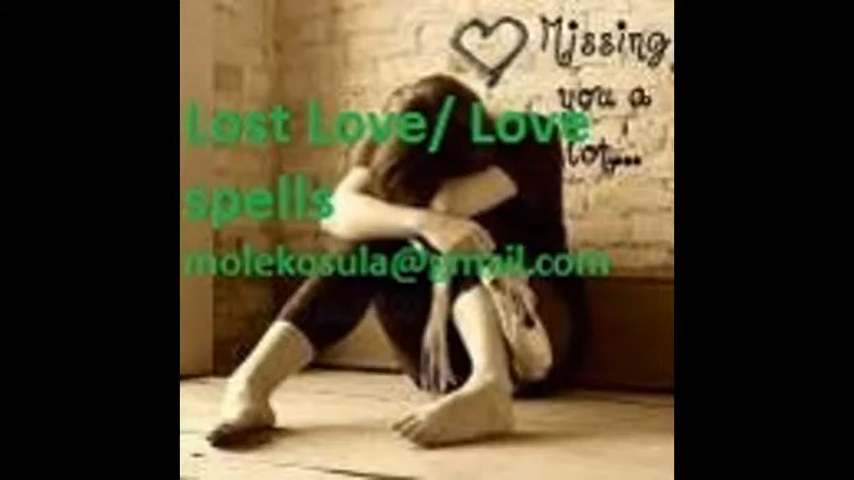 Missing
you a
lot,...
Lost Love/ Love
spells
molekosula@gmail.com